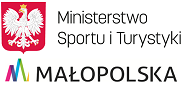 Ministerstwo
Sportu i Turystyki
MAŁOPOLSKA